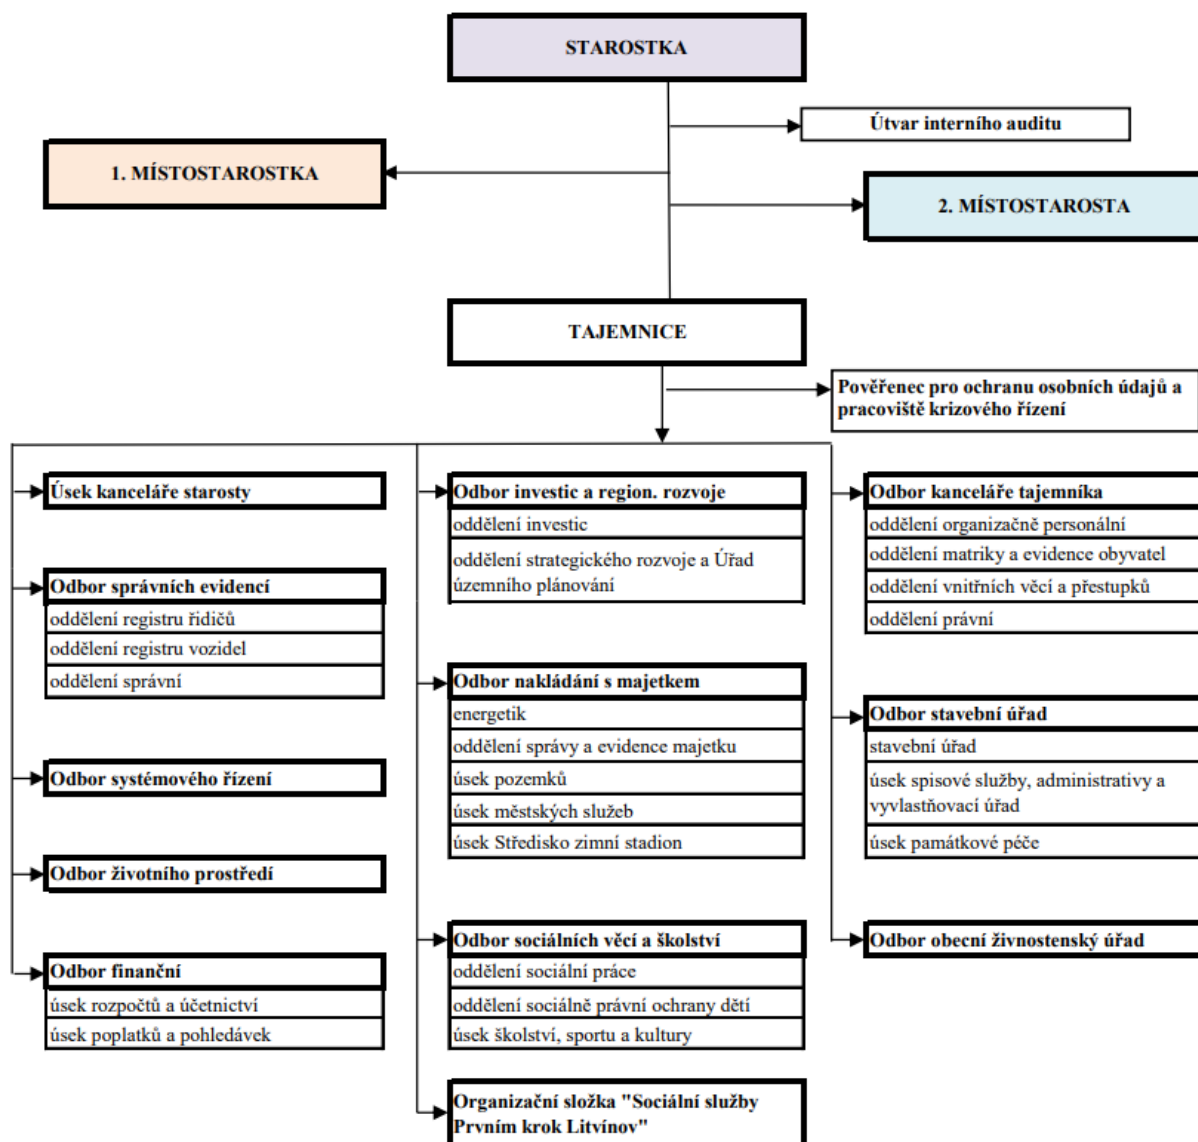 STAROSTKA
Útvar interního auditu
1. MÍSTOSTAROSTKA
2. MÍSTOSTAROSTA
TAJEMNICE
Pověřenec pro ochranu osobních údajů a
pracoviště krizového řízení
Úsek kanceláře starosty
Odbor správních evidencí
oddělení registru řidičů
oddělení registru vozidel
oddělení správní
Odbor systémového řízení
Odbor životního prostředí
Odbor finanční
úsek rozpočtů a účetnictví
úsek poplatků a pohledávek
Odbor investic a region. rozvoje
oddělení investic
oddělení strategického rozvoje a Úřad
územního plánování
Odbor nakládání s majetkem
energetik
oddělení správy a evidence majetku
úsek pozemků
úsek městských služeb
úsek Středisko zimní stadion
Odbor sociálních věcí a školství
oddělení sociální práce
oddělení sociálně právní ochrany dětí
úsek školství, sportu a kultury
Organizační složka "Sociální služby
Prvním krok Litvínov"
Odbor kanceláře tajemníka
oddělení organizačně personální
oddělení matriky a evidence obyvatel
oddělení vnitřních věcí a přestupků
oddělení právní
Odbor stavební úřad
stavební úřad
úsek spisové služby, administrativy a
vyvlastňovací úřad
úsek památkové péče
Odbor obecní živnostenský úřad